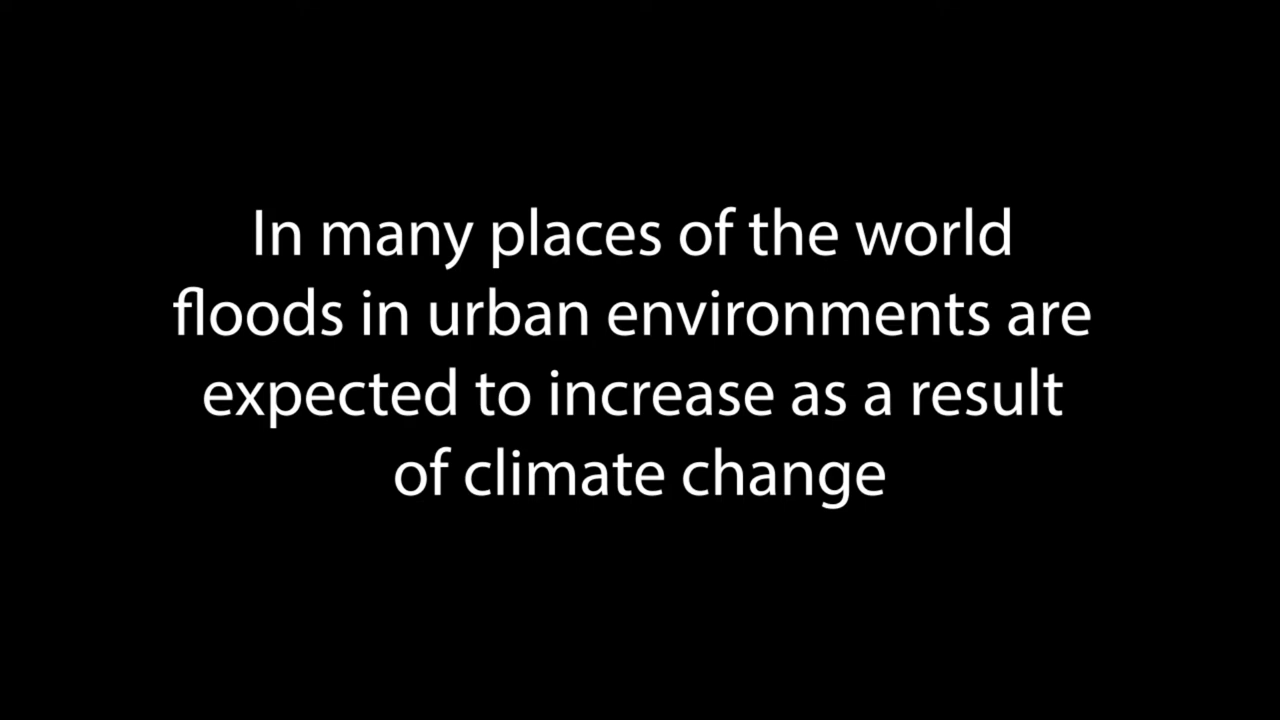 In many places of the world
floods in urban environments are
expected to increase as a result
of climate change